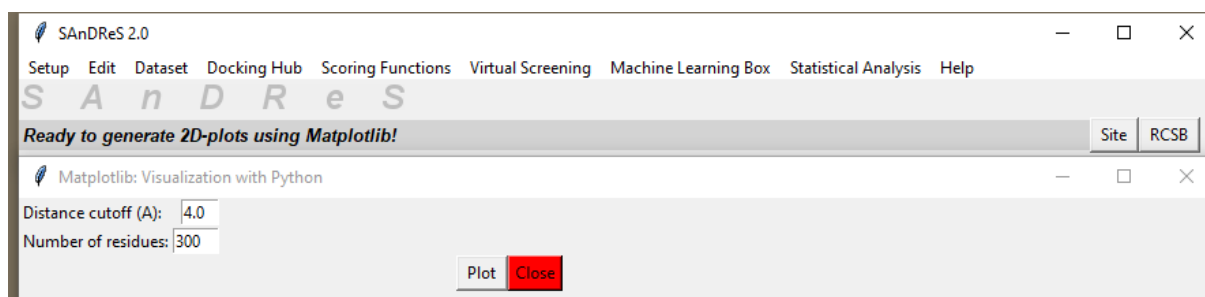 SAnDReS 2.0
Setup Edit Dataset Docking Hub Scoring Functions Virtual Screening Machine Learning Box Statistical Analysis Help
S A n D R e S
Ready to generate 2D-plots using Matplotlib! Site RCSB
Matplotlib: Visualization with Python
Distance cutoff (A): 4.0
Number of residues: 300
Plot Close